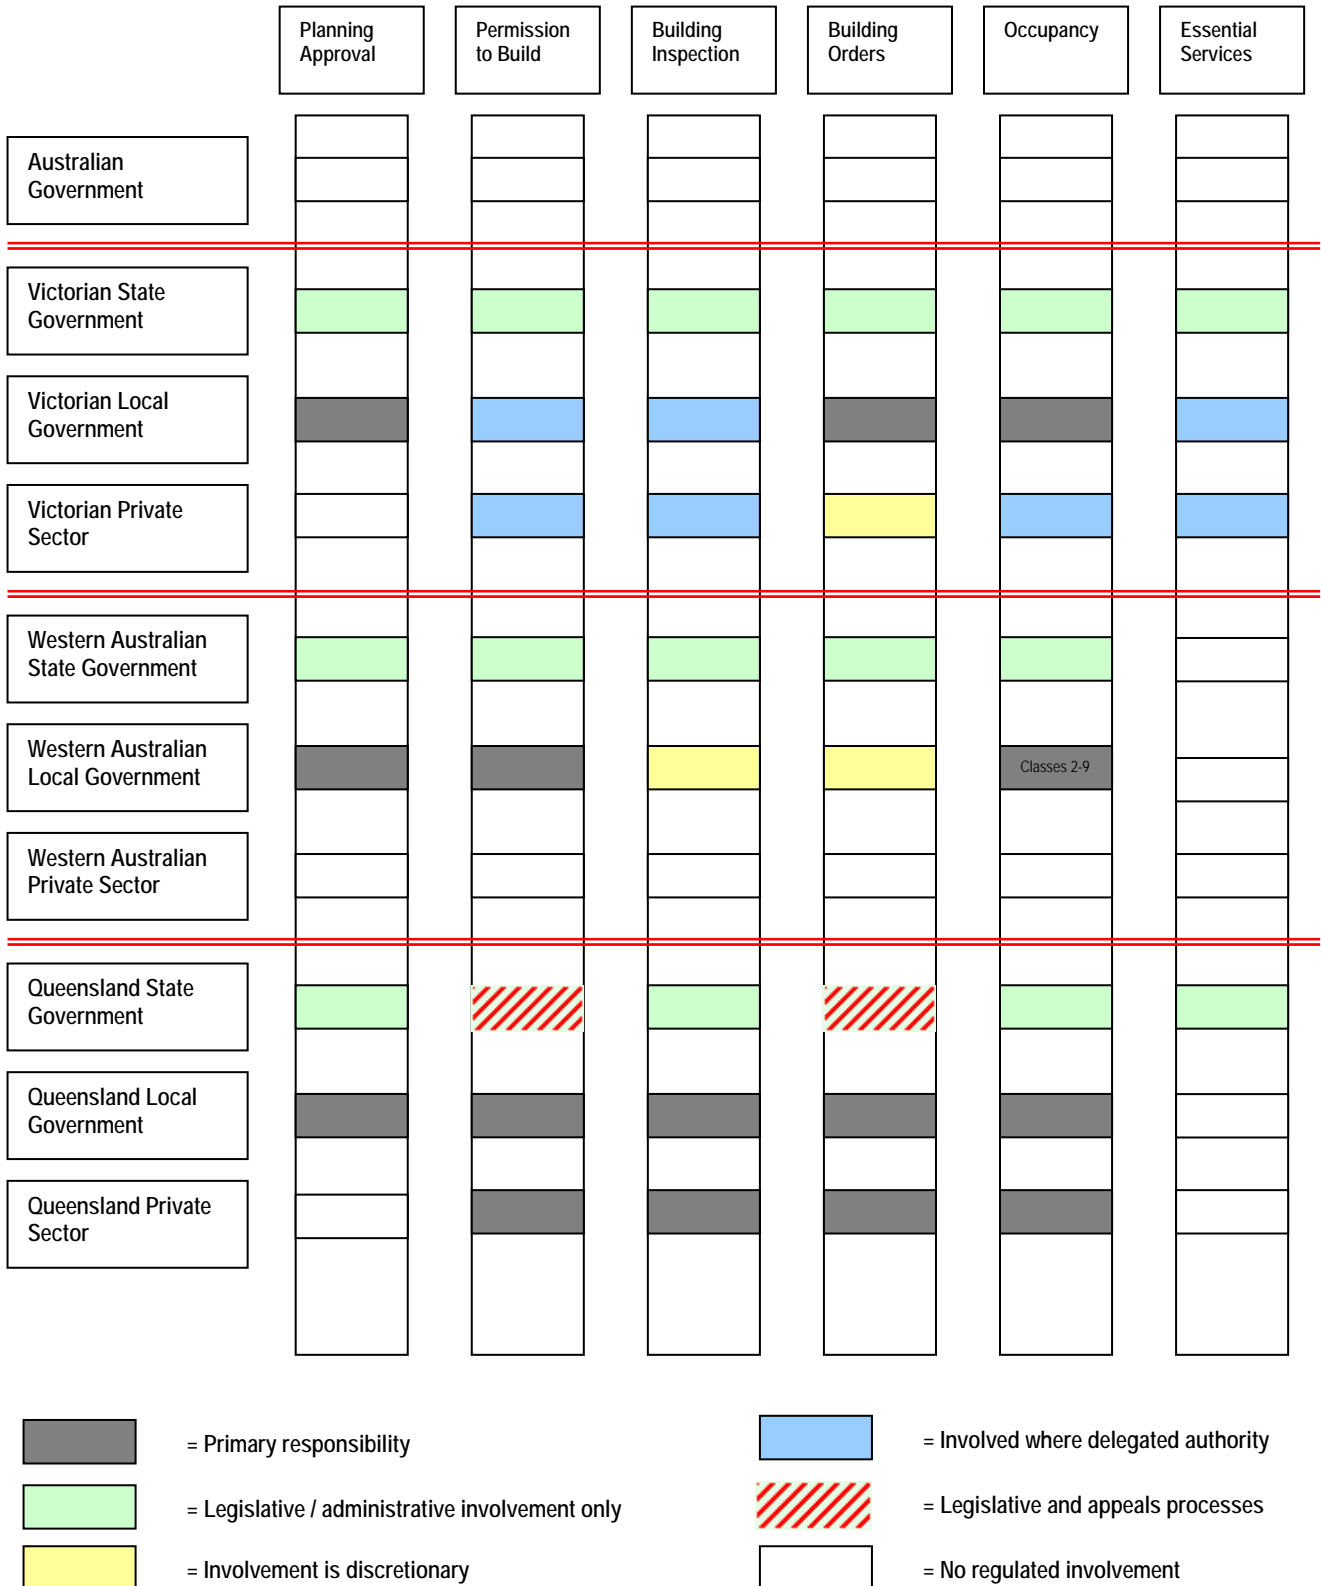 Planning
Approval
Permission
to Build
Building
Inspection
Building
Orders
Occupancy
Essential
Services
Australian
Government
Victorian State
Government
Victorian Local
Government
Victorian Private
Sector
Western Australian
State Government
Western Australian
Local Government
Classes 2-9
Western Australian
Private Sector
Queensland State
Government
Queensland Local
Government
Queensland Private
Sector
= Primary responsibility
= Involved where delegated authority
= Legislative / administrative involvement only
= Legislative and appeals processes
= Involvement is discretionary
= No regulated involvement